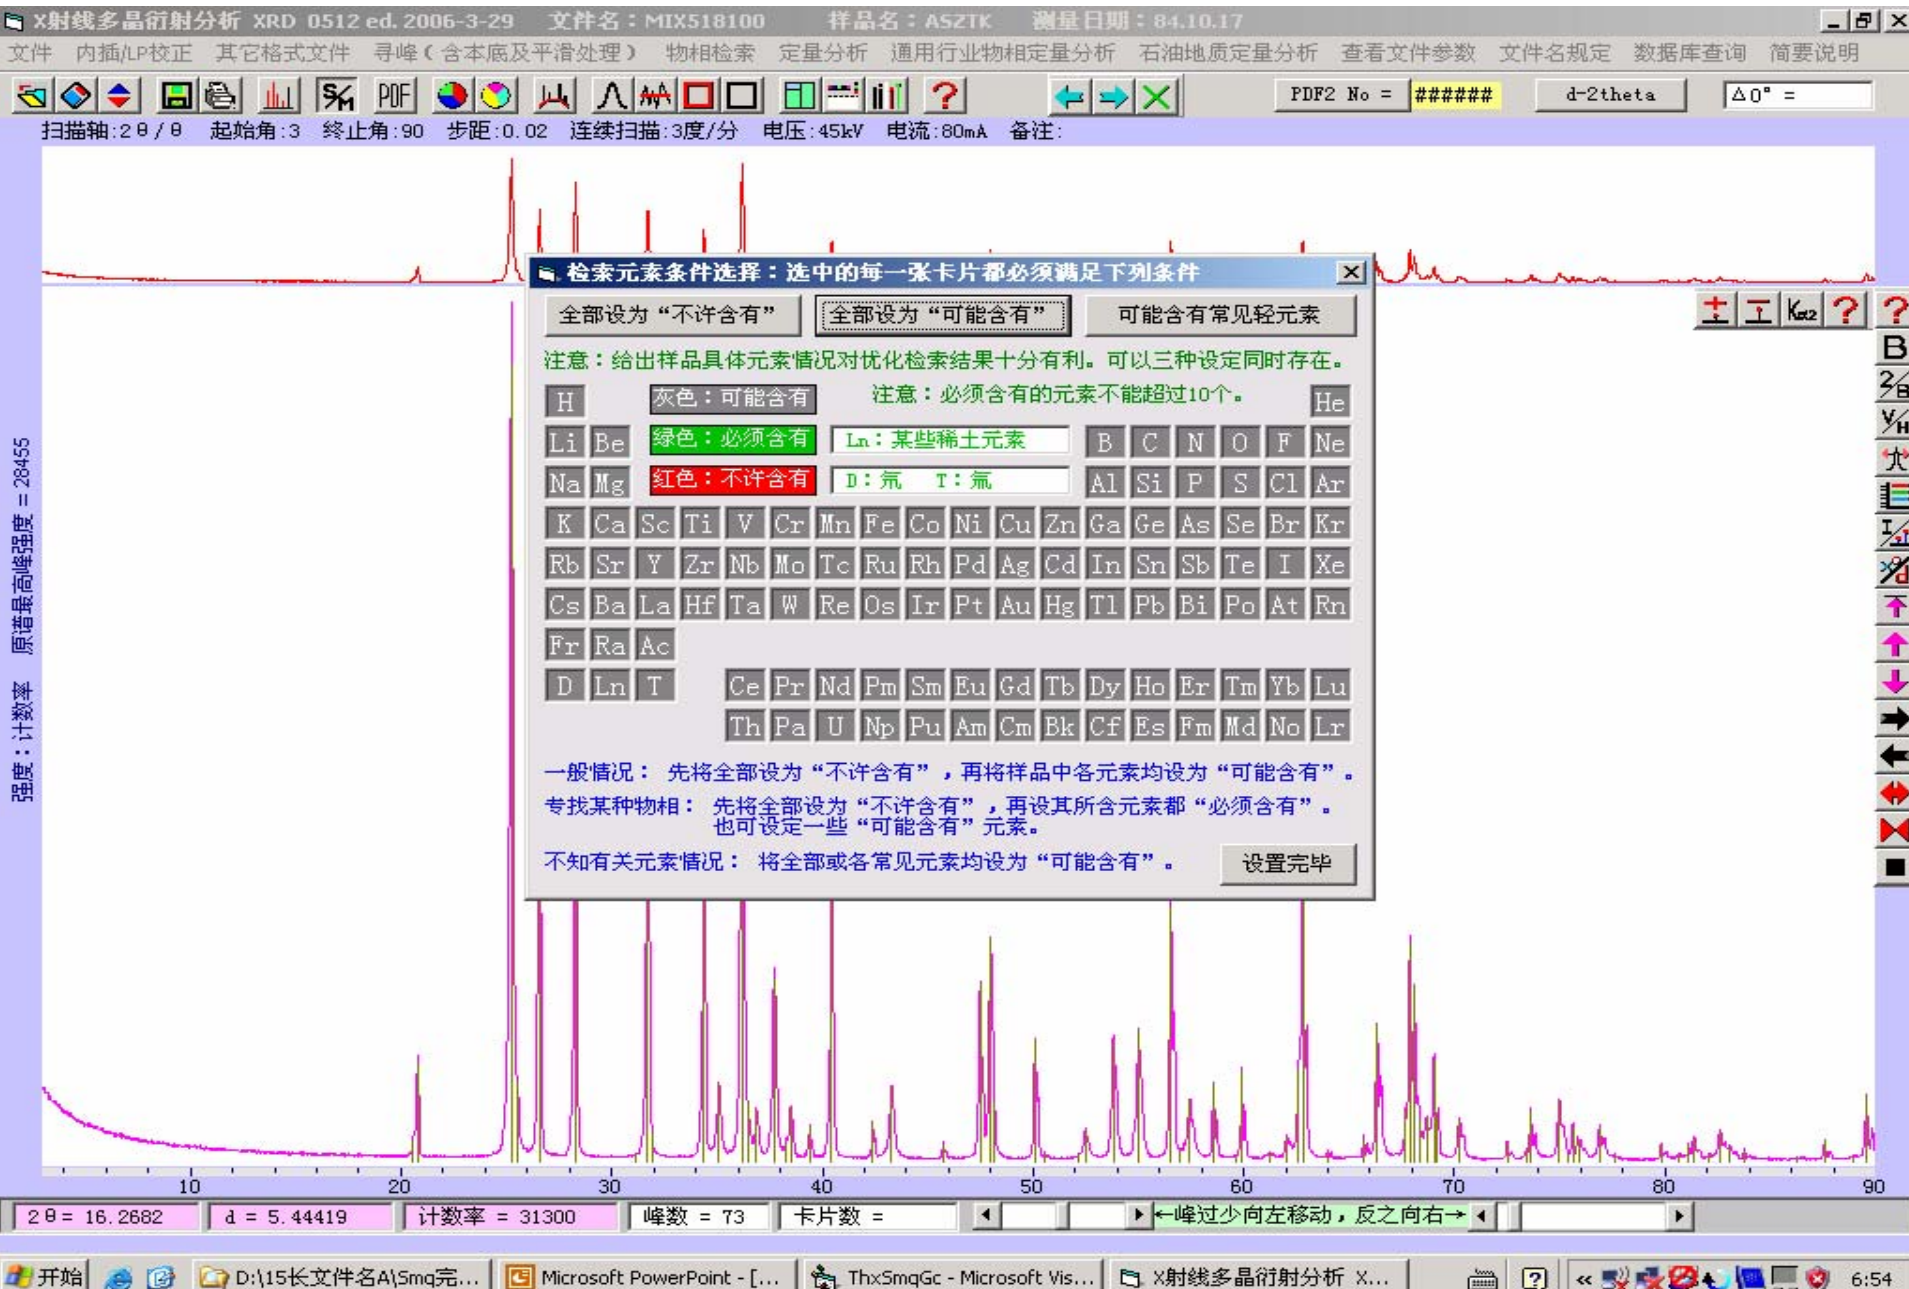 X射线多晶衍射分析 XRD 0512 ed. 2006-3-29 文件名：MIX518100 样品名：ASZTK 测量日期：84.10.17
文件 内插/LP校正 其它格式文件 寻峰(含本底及平滑处理) 物相检索 定量分析 通用行业物相定量分析 石油地质定量分析 查看文件参数 文件名规定 数据库查询 简要说明
S/M PDF ? PDF2 No = ###### d-2theta Δ0° =
扫描轴:2θ/θ 起始角:3 终止角:90 步距:0.02 连续扫描:3度/分 电压:45kV 电流:80mA 备注:
检索元素条件选择：选中的每一张卡片都必须满足下列条件
全部设为“不许含有” 全部设为“可能含有” 可能含有常见轻元素
注意：给出样品具体元素情况对优化检索结果十分有利。可以三种设定同时存在。
H 灰色：可能含有 注意：必须含有的元素不能超过10个。 He
Li Be 绿色：必须含有 Ln：某些稀土元素 B C N O F Ne
Na Mg 红色：不许含有 D：氘 T：氚 Al Si P S Cl Ar
K Ca Sc Ti V Cr Mn Fe Co Ni Cu Zn Ga Ge As Se Br Kr
Rb Sr Y Zr Nb Mo Tc Ru Rh Pd Ag Cd In Sn Sb Te I Xe
Cs Ba La Hf Ta W Re Os Ir Pt Au Hg Tl Pb Bi Po At Rn
Fr Ra Ac
D Ln T Ce Pr Nd Pm Sm Eu Gd Tb Dy Ho Er Tm Yb Lu
Th Pa U Np Pu Am Cm Bk Cf Es Fm Md No Lr
一般情况： 先将全部设为“不许含有”，再将样品中各元素均设为“可能含有”。
专找某种物相： 先将全部设为“不许含有”，再设其所含元素都“必须含有”。
也可设定一些“可能含有”元素。
不知有关元素情况： 将全部或各常见元素均设为“可能含有”。 设置完毕
Kα2 ? ?
B
2/B
V/H
强度：计数率 原谱最高峰强度 = 28455
10 20 30 40 50 60 70 80 90
2θ= 16.2682 d = 5.44419 计数率 = 31300 峰数 = 73 卡片数 = ←峰过少向左移动，反之向右→
开始 D:\15长文件名A\Smq完... Microsoft PowerPoint - [... ThxSmqGc - Microsoft Vis... X射线多晶衍射分析 X... ? « 6:54